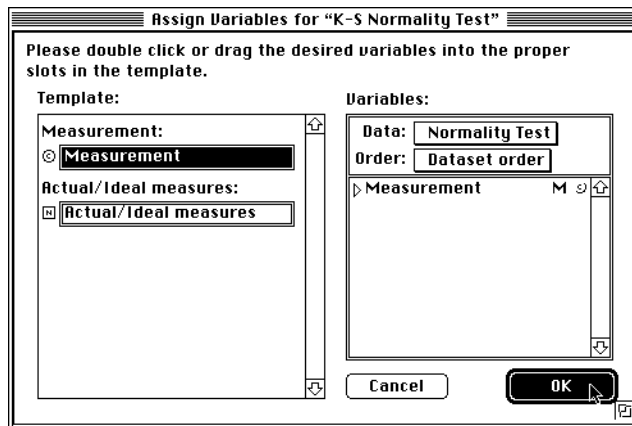 Assign Variables for “K-S Normality Test”
Please double click or drag the desired variables into the proper
slots in the template.
Template:
Measurement:
C Measurement
Actual/Ideal measures:
N Actual/Ideal measures
Variables:
Data: Normality Test
Order: Dataset order
Measurement M
Cancel
OK